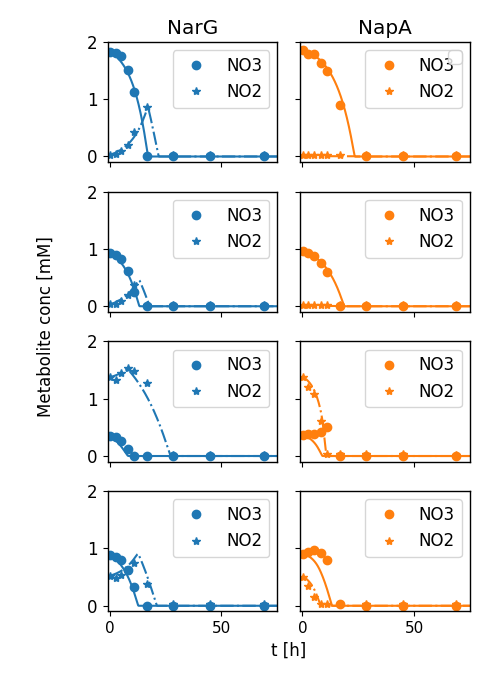 NarG NapA
2
NO3 NO3
1
NO2 NO2
0
2
NO3 NO3
1
NO2 NO2
0
Metabolite conc [mM]
2
NO3 NO3
1
NO2 NO2
0
2
NO3 NO3
1
NO2 NO2
0
0 50 0 50
t [h]